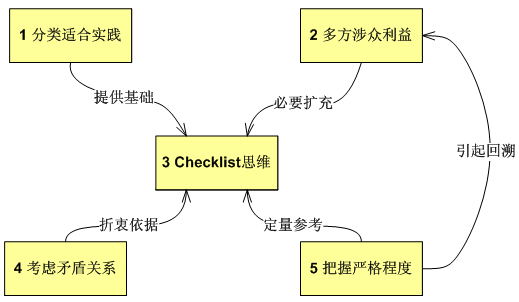 1 分类适合实践
2 多方涉众利益
提供基础
必要扩充
引起回溯
3 Checklist思维
折衷依据
定量参考
4 考虑矛盾关系
5 把握严格程度